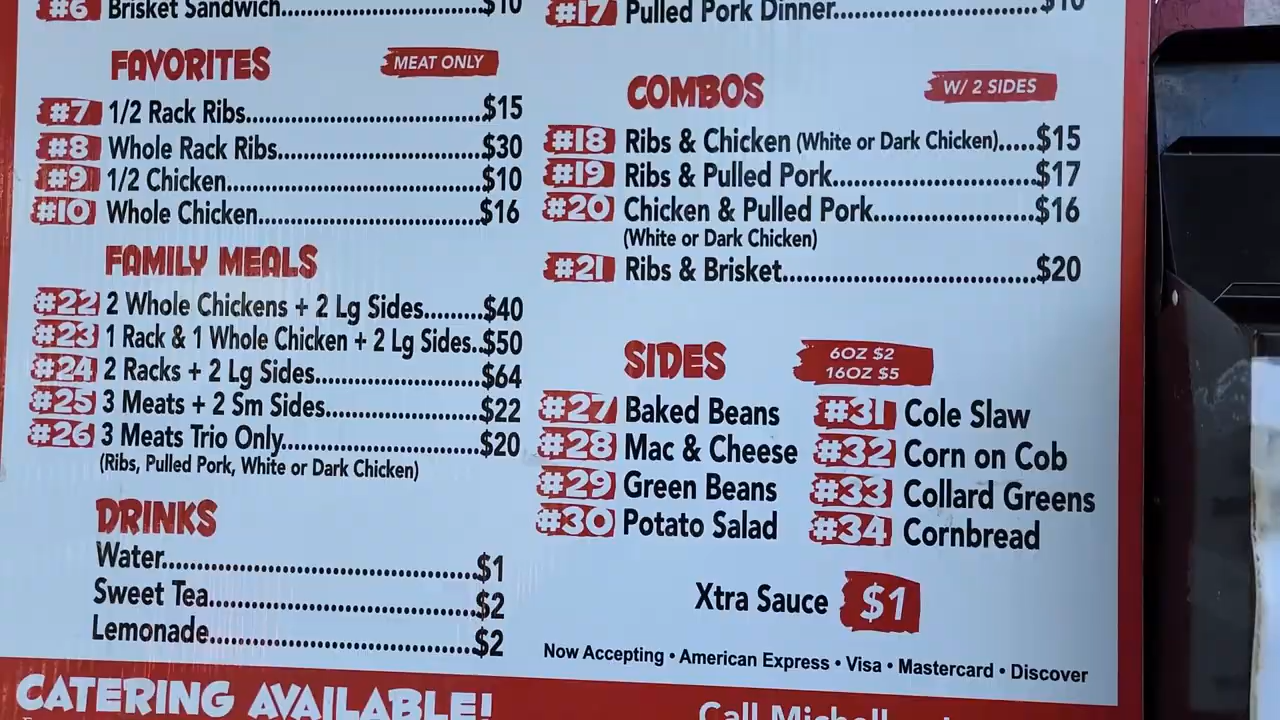 #6 Brisket Sandwich.....................$10
FAVORITES MEAT ONLY
#7 1/2 Rack Ribs..................................$15
#8 Whole Rack Ribs.............................$30
#9 1/2 Chicken....................................$10
#10 Whole Chicken...............................$16
FAMILY MEALS
#22 2 Whole Chickens + 2 Lg Sides.........$40
#23 1 Rack & 1 Whole Chicken + 2 Lg Sides..$50
#24 2 Racks + 2 Lg Sides.......................$64
#25 3 Meats + 2 Sm Sides.....................$22
#26 3 Meats Trio Only...........................$20
(Ribs, Pulled Pork, White or Dark Chicken)
DRINKS
Water.............................................$1
Sweet Tea.......................................$2
Lemonade.......................................$2
#17 Pulled Pork Dinner.............................$10
COMBOS W/ 2 SIDES
#18 Ribs & Chicken (White or Dark Chicken).....$15
#19 Ribs & Pulled Pork.............................$17
#20 Chicken & Pulled Pork.......................$16
(White or Dark Chicken)
#21 Ribs & Brisket....................................$20
SIDES 6OZ $2
16OZ $5
#27 Baked Beans #31 Cole Slaw
#28 Mac & Cheese #32 Corn on Cob
#29 Green Beans #33 Collard Greens
#30 Potato Salad #34 Cornbread
Xtra Sauce $1
Now Accepting • American Express • Visa • Mastercard • Discover
CATERING AVAILABLE!
Call